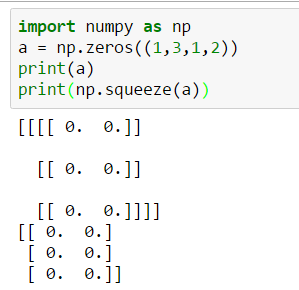 import numpy as np
a = np.zeros((1,3,1,2))
print(a)
print(np.squeeze(a))
[[[[ 0.  0.]]

  [[ 0.  0.]]

  [[ 0.  0.]]]]
[[ 0.  0.]
 [ 0.  0.]
 [ 0.  0.]]